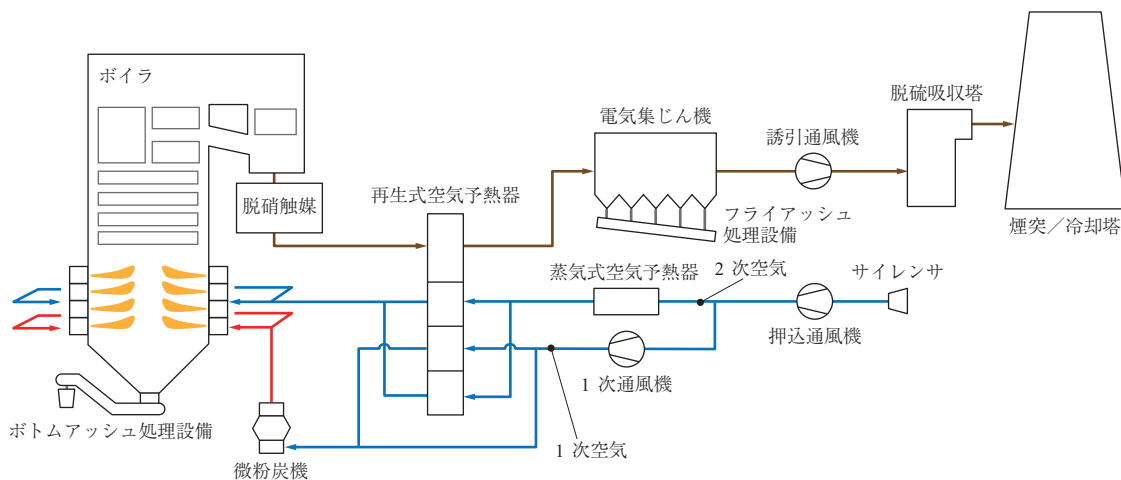 ボイラ
脱硝触媒
再生式空気予熱器
電気集じん機
フライアッシュ
処理設備
誘引通風機
脱硫吸収塔
煙突／冷却塔
蒸気式空気予熱器
2 次空気
サイレンサ
押込通風機
1 次通風機
1 次空気
ボトムアッシュ処理設備
微粉炭機